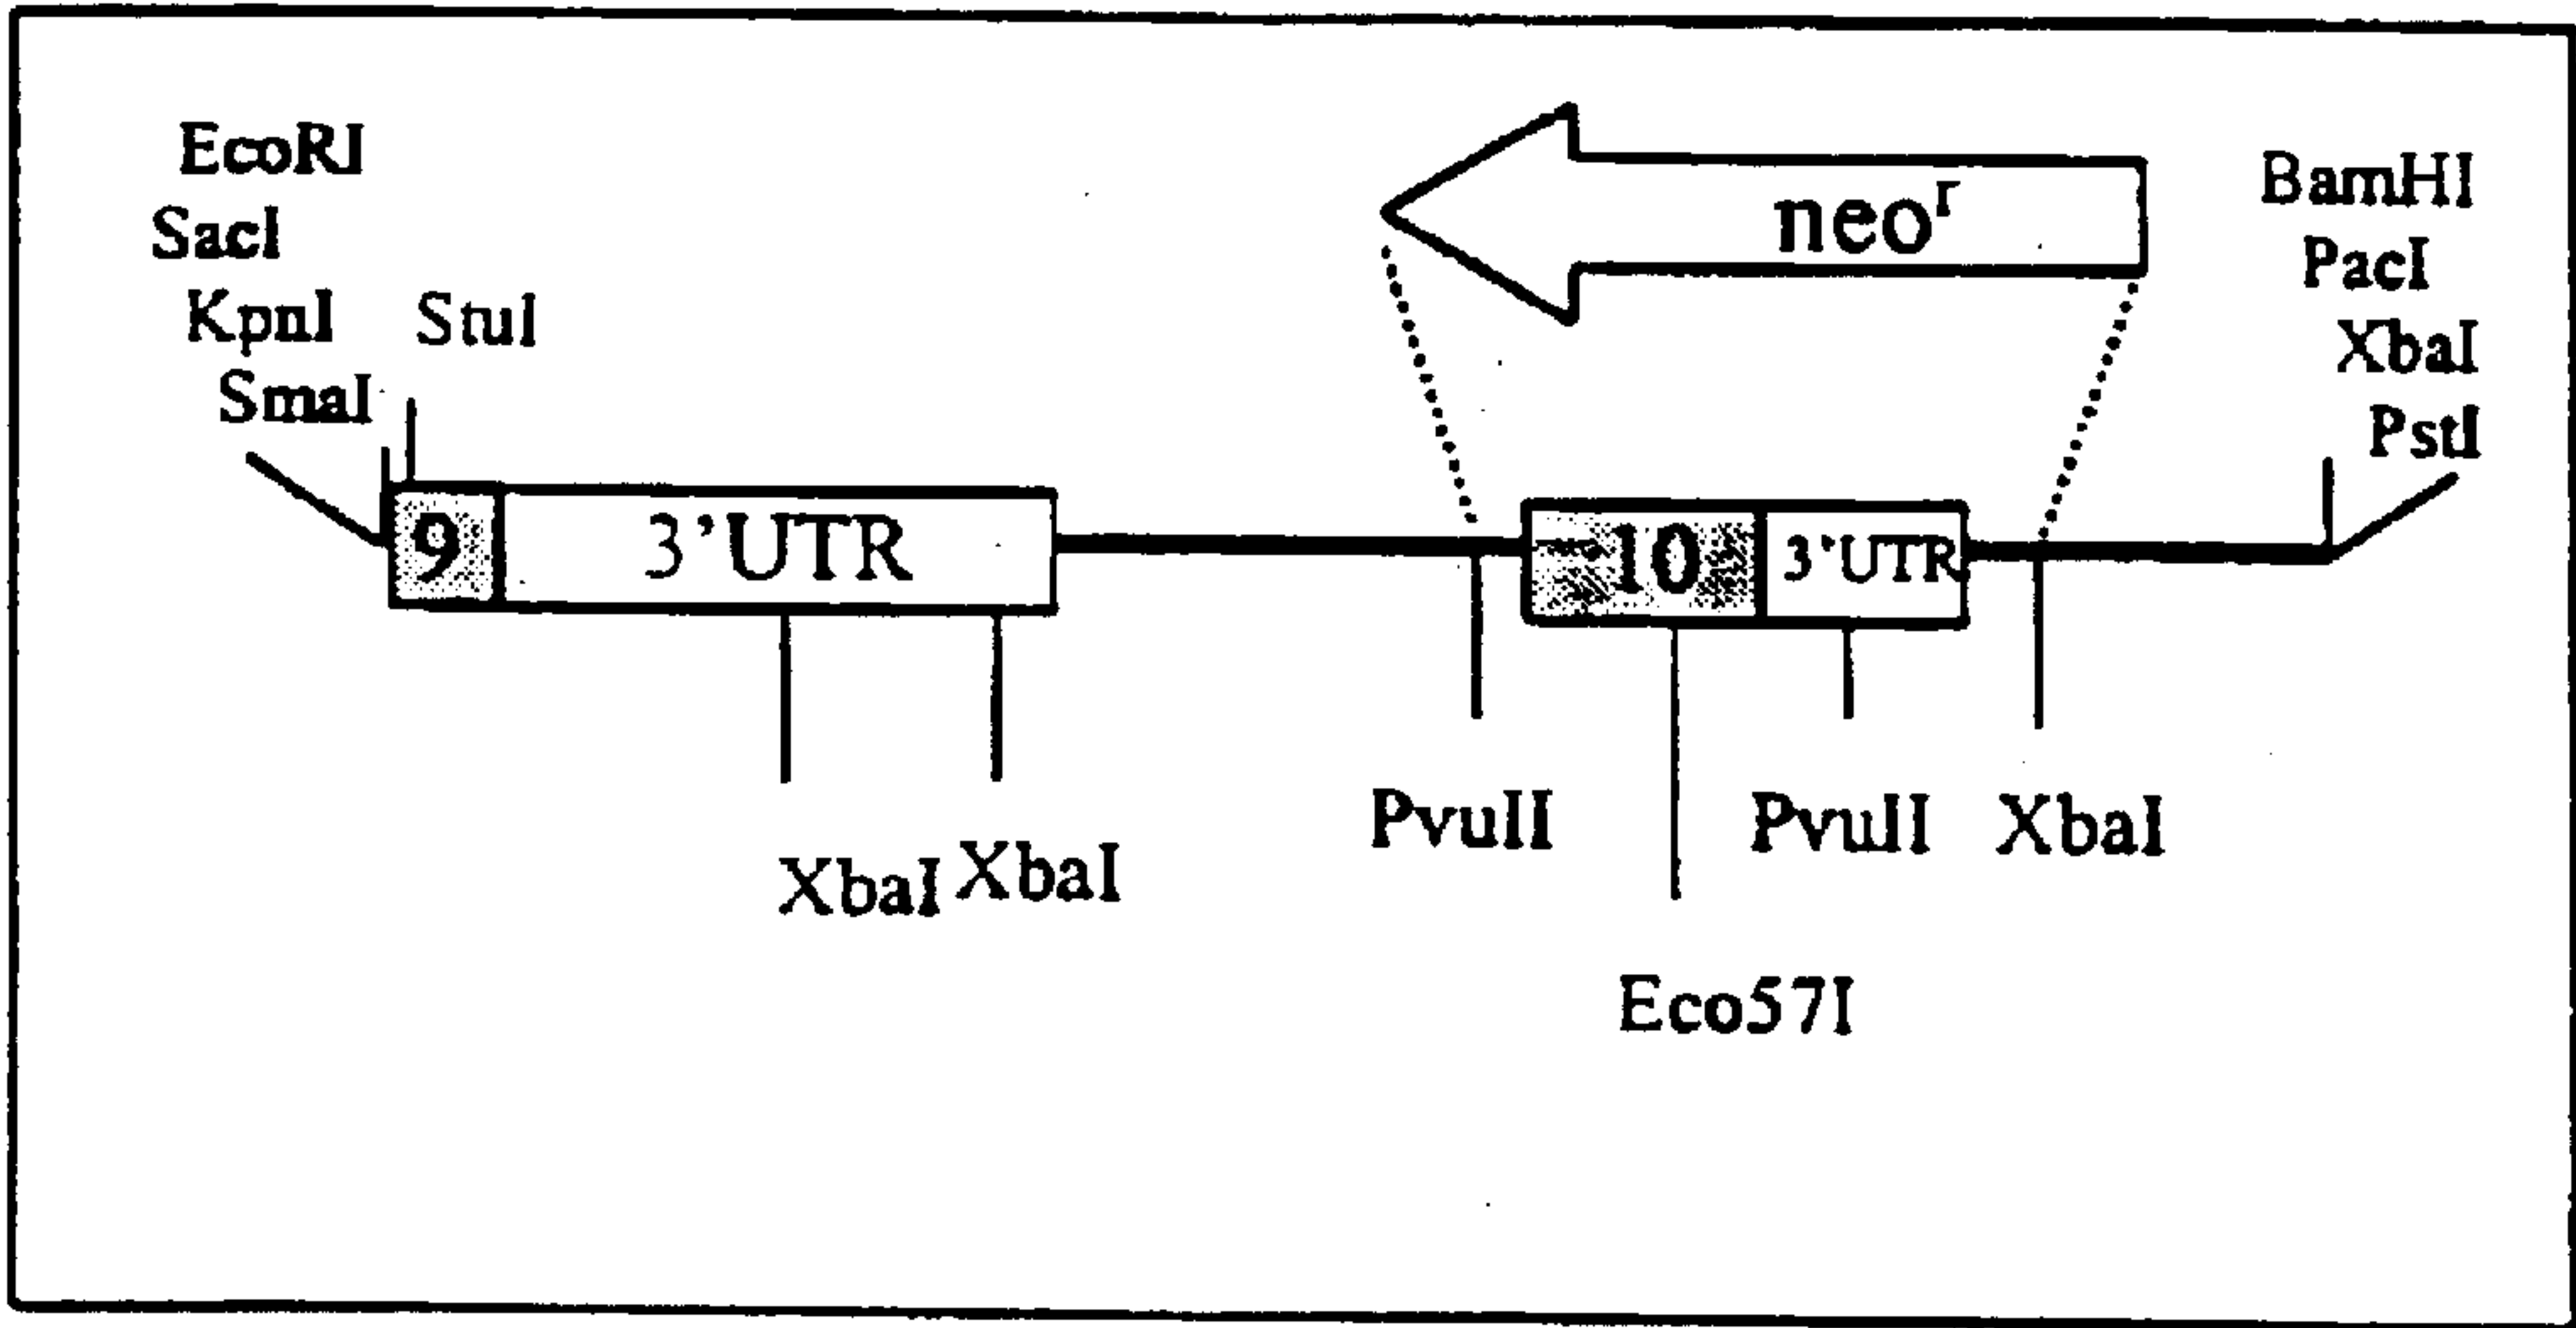 EcoRI
SacI
KpnI
SmaI
StuI
neoʳ
BamHI
PacI
XbaI
PstI
9
3'UTR
10
3'UTR
XbaI
XbaI
PvuII
Eco57I
PvuII
XbaI